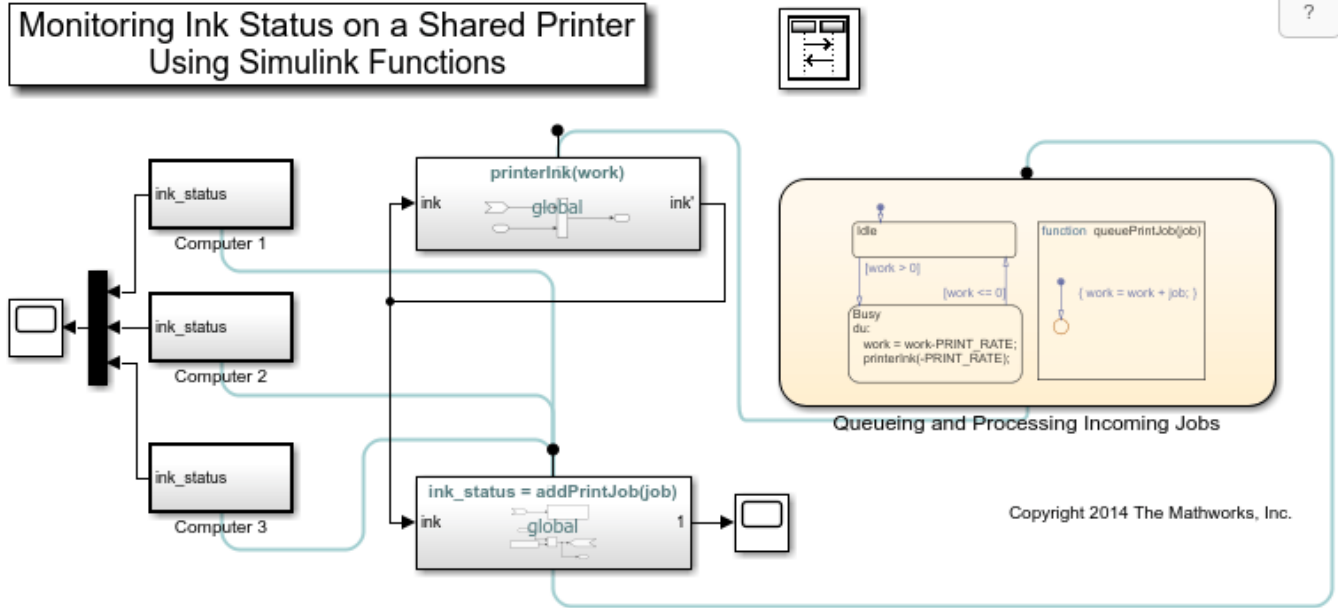 Monitoring Ink Status on a Shared Printer
Using Simulink Functions
?
ink_status
Computer 1
ink_status
Computer 2
ink_status
Computer 3
printerInk(work)
ink
global
ink'
ink_status = addPrintJob(job)
ink
global
1
Idle
[work > 0]
[work <= 0]
Busy
du:
work = work-PRINT_RATE;
printerInk(-PRINT_RATE);
function queuePrintJob(job)
{ work = work + job; }
Queueing and Processing Incoming Jobs
Copyright 2014 The Mathworks, Inc.